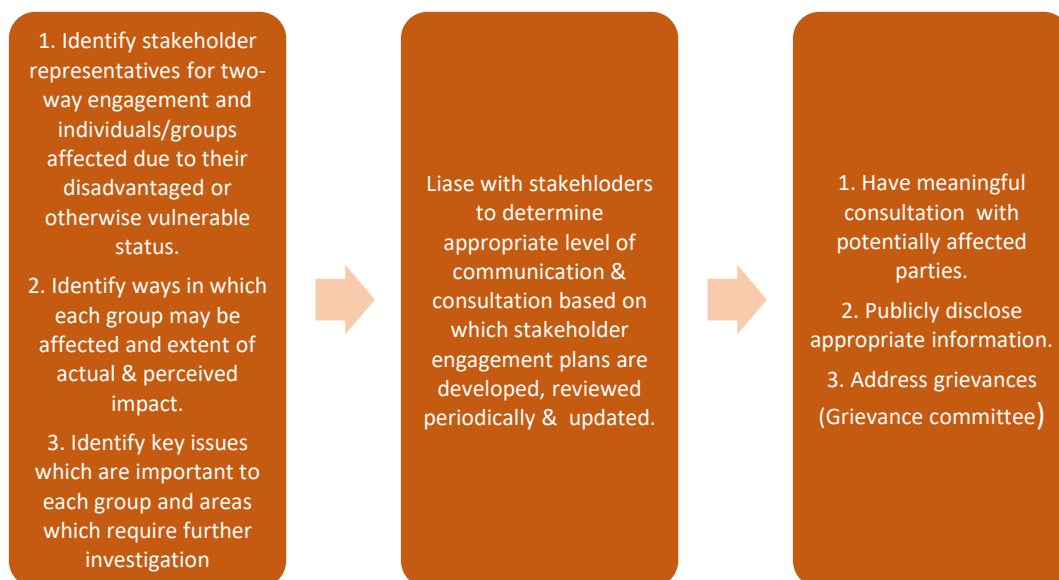 1. Identify stakeholder
representatives for two-
way engagement and
individuals/groups
affected due to their
disadvantaged or
otherwise vulnerable
status.
2. Identify ways in which
each group may be
affected and extent of
actual & perceived
impact.
3. Identify key issues
which are important to
each group and areas
which require further
investigation
Liase with stakehloders
to determine
appropriate level of
communication &
consultation based on
which stakeholder
engagement plans are
developed, reviewed
periodically & updated.
1. Have meaningful
consultation with
potentially affected
parties.
2. Publicly disclose
appropriate information.
3. Address grievances
(Grievance committee)